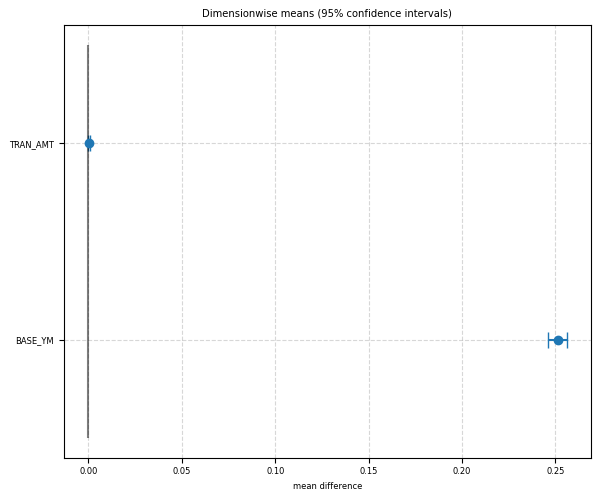 Dimensionwise means (95% confidence intervals)
TRAN_AMT
BASE_YM
0.00 0.05 0.10 0.15 0.20 0.25
mean difference